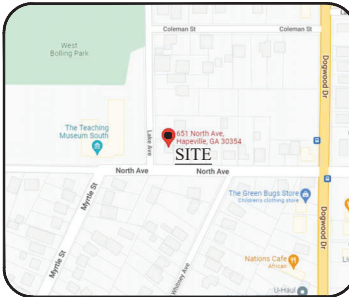 Coleman St
Coleman St
West
Bolling Park
Dogwood Dr
The Teaching
Museum South
Lake Ave
651 North Ave,
Hapeville, GA 30354
SITE
North Ave
North Ave
Myrtle St
The Green Bugs Store
Children's clothing store
Dogwood Dr
Myrtle St
Whitney Ave
Nations Cafe
African
Li
U-Haul